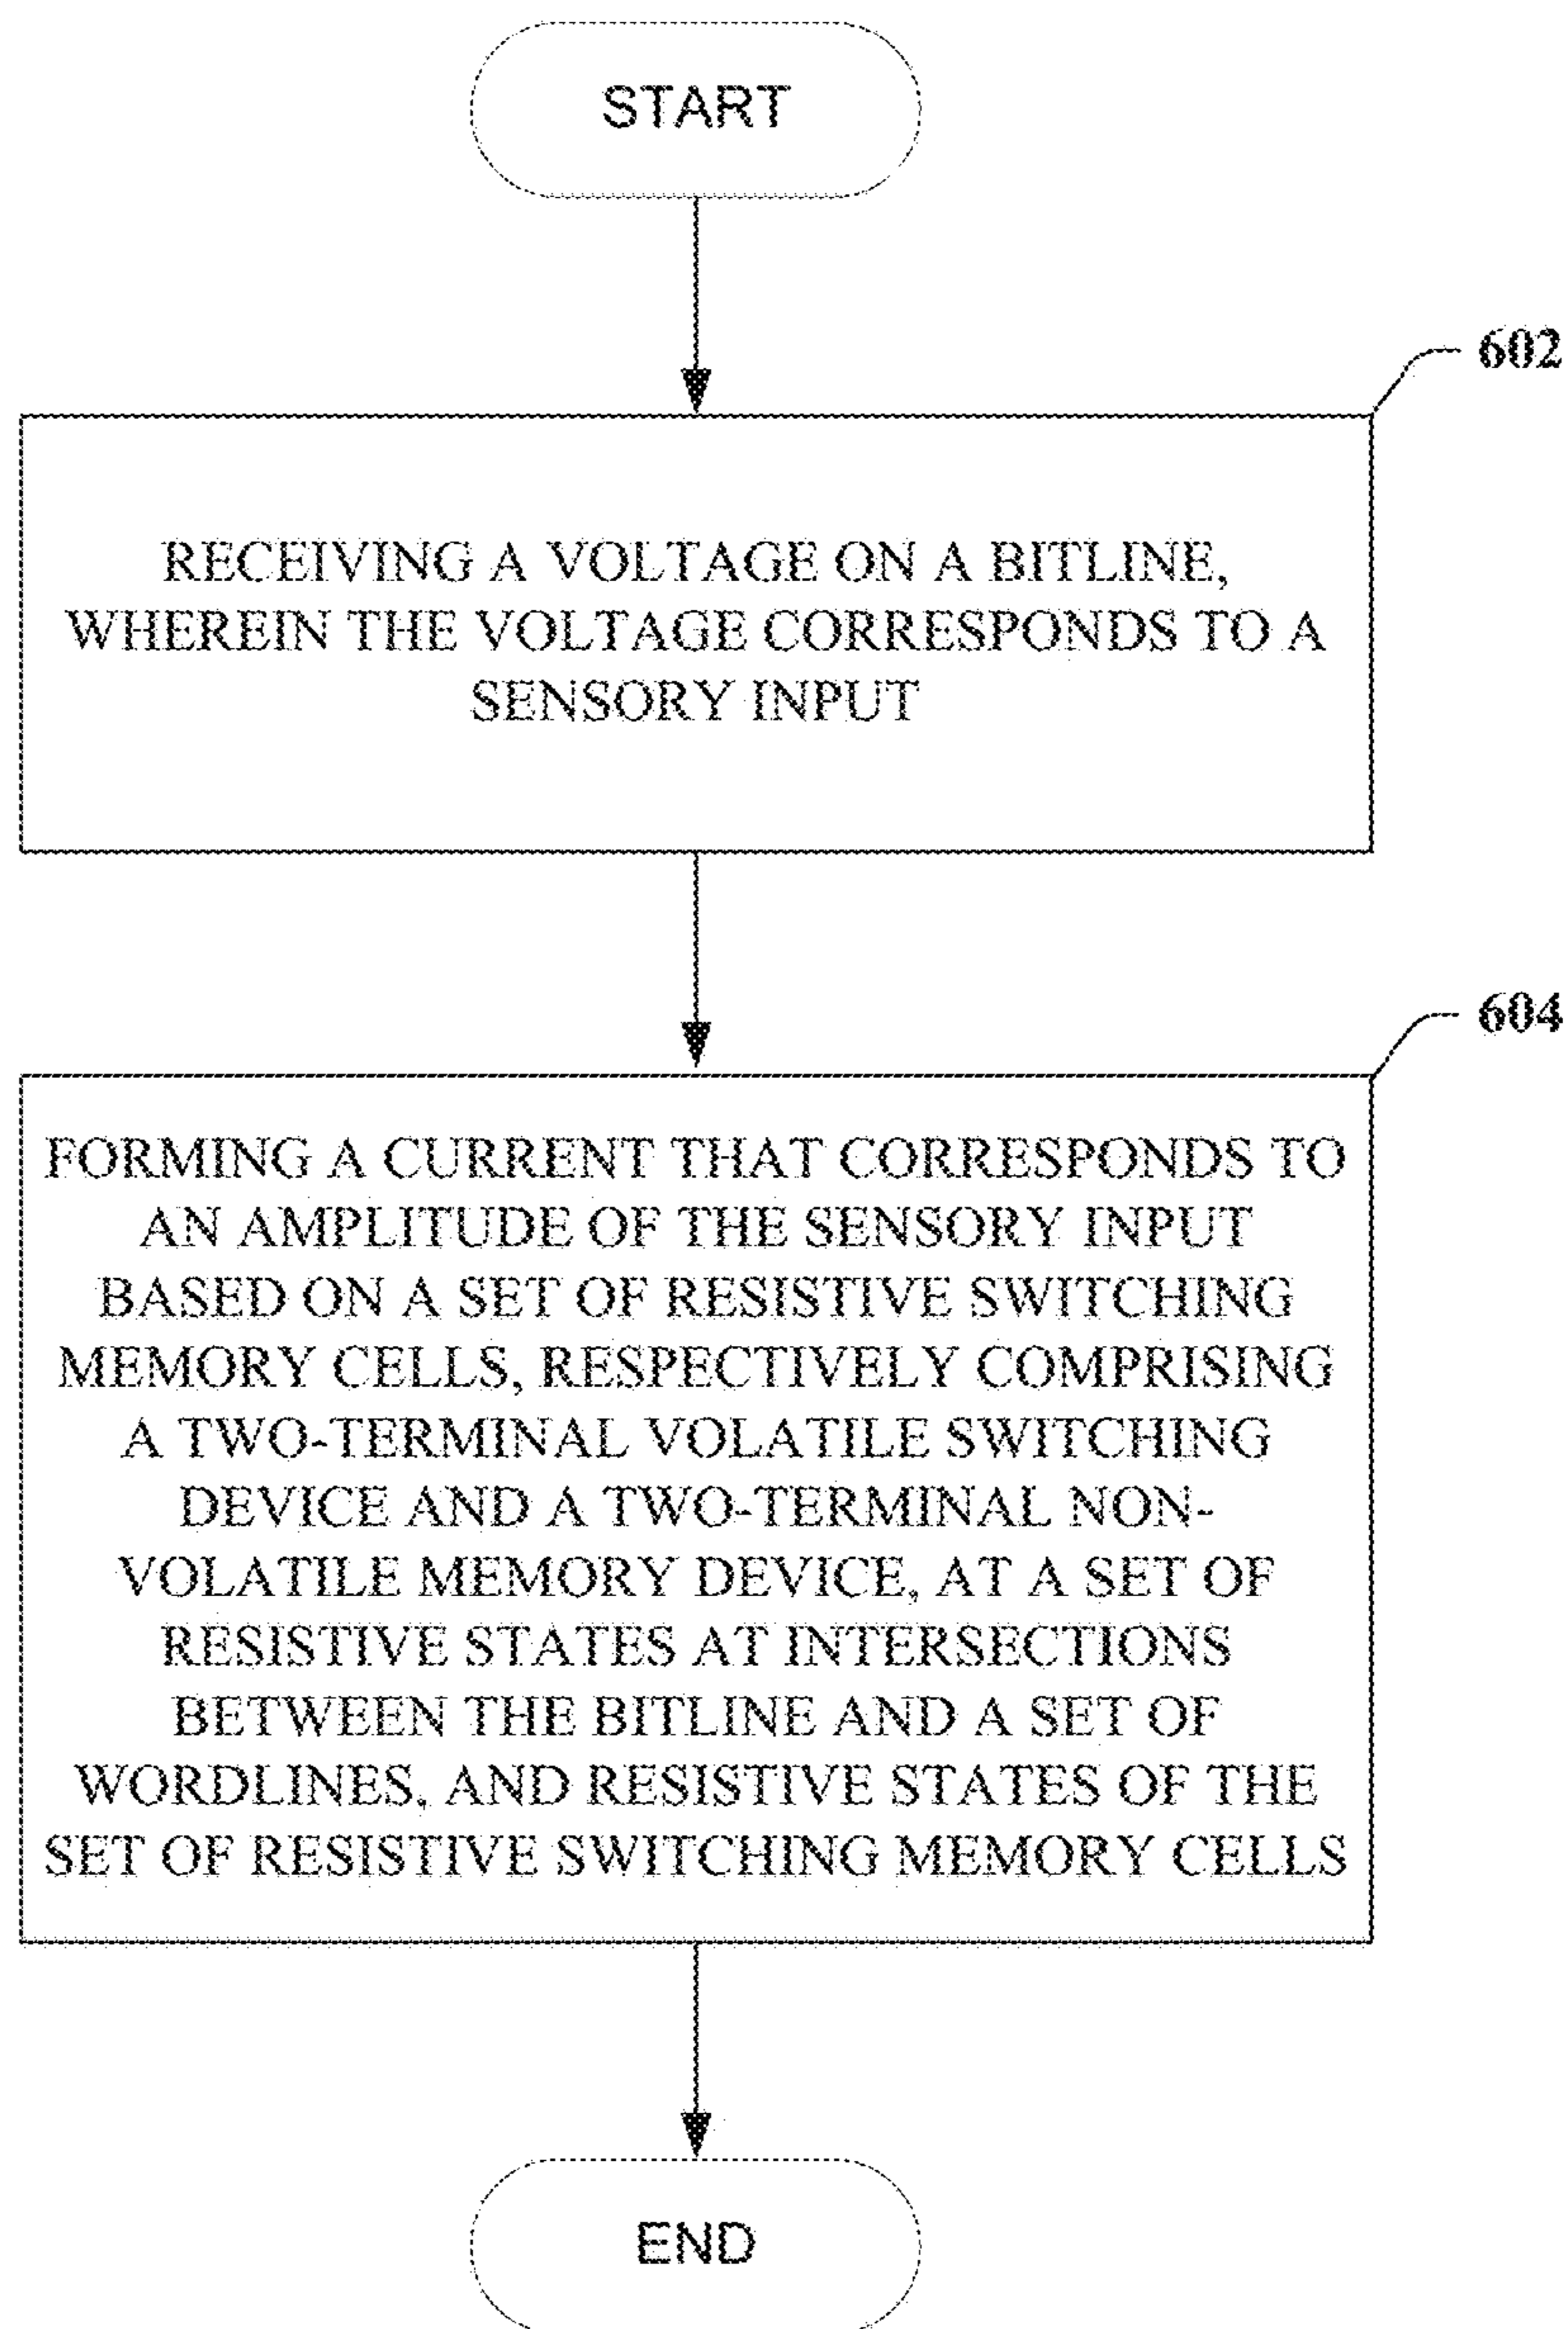 START
602
RECEIVING A VOLTAGE ON A BITLINE,
WHEREIN THE VOLTAGE CORRESPONDS TO A
SENSORY INPUT
604
FORMING A CURRENT THAT CORRESPONDS TO
AN AMPLITUDE OF THE SENSORY INPUT
BASED ON A SET OF RESISTIVE SWITCHING
MEMORY CELLS, RESPECTIVELY COMPRISING
A TWO-TERMINAL VOLATILE SWITCHING
DEVICE AND A TWO-TERMINAL NON-
VOLATILE MEMORY DEVICE, AT A SET OF
RESISTIVE STATES AT INTERSECTIONS
BETWEEN THE BITLINE AND A SET OF
WORDLINES, AND RESISTIVE STATES OF THE
SET OF RESISTIVE SWITCHING MEMORY CELLS
END